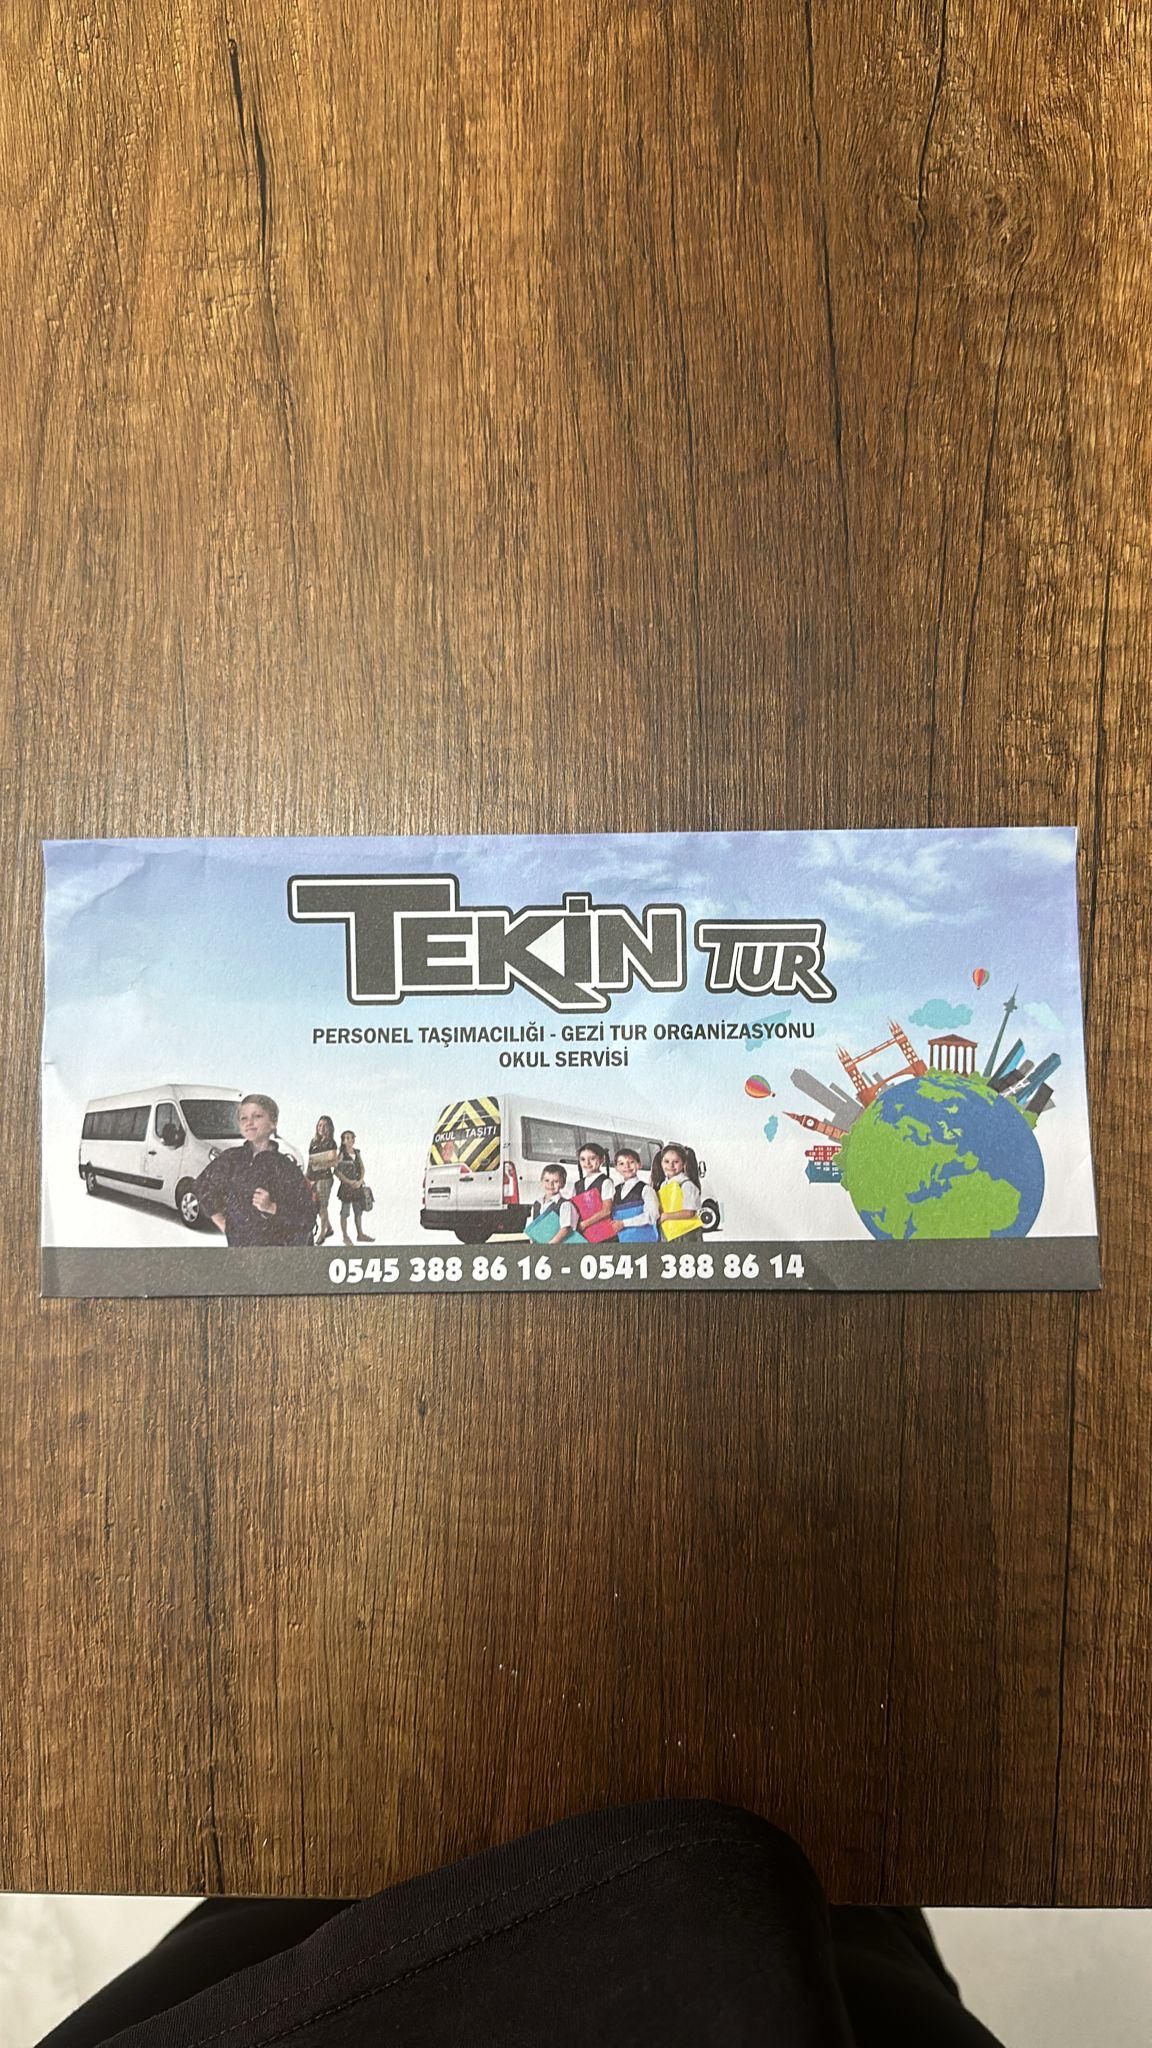 TEKİN TUR
PERSONEL TAŞIMACILIĞI - GEZİ TUR ORGANİZASYONU
OKUL SERVİSİ
OKUL TAŞITI
0545 388 86 16 - 0541 388 86 14